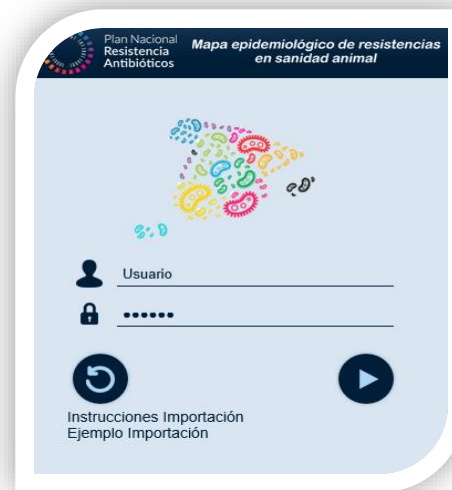 Plan Nacional
Resistencia
Antibióticos
Mapa epidemiológico de resistencias
en sanidad animal
Usuario
••••••
Instrucciones Importación
Ejemplo Importación